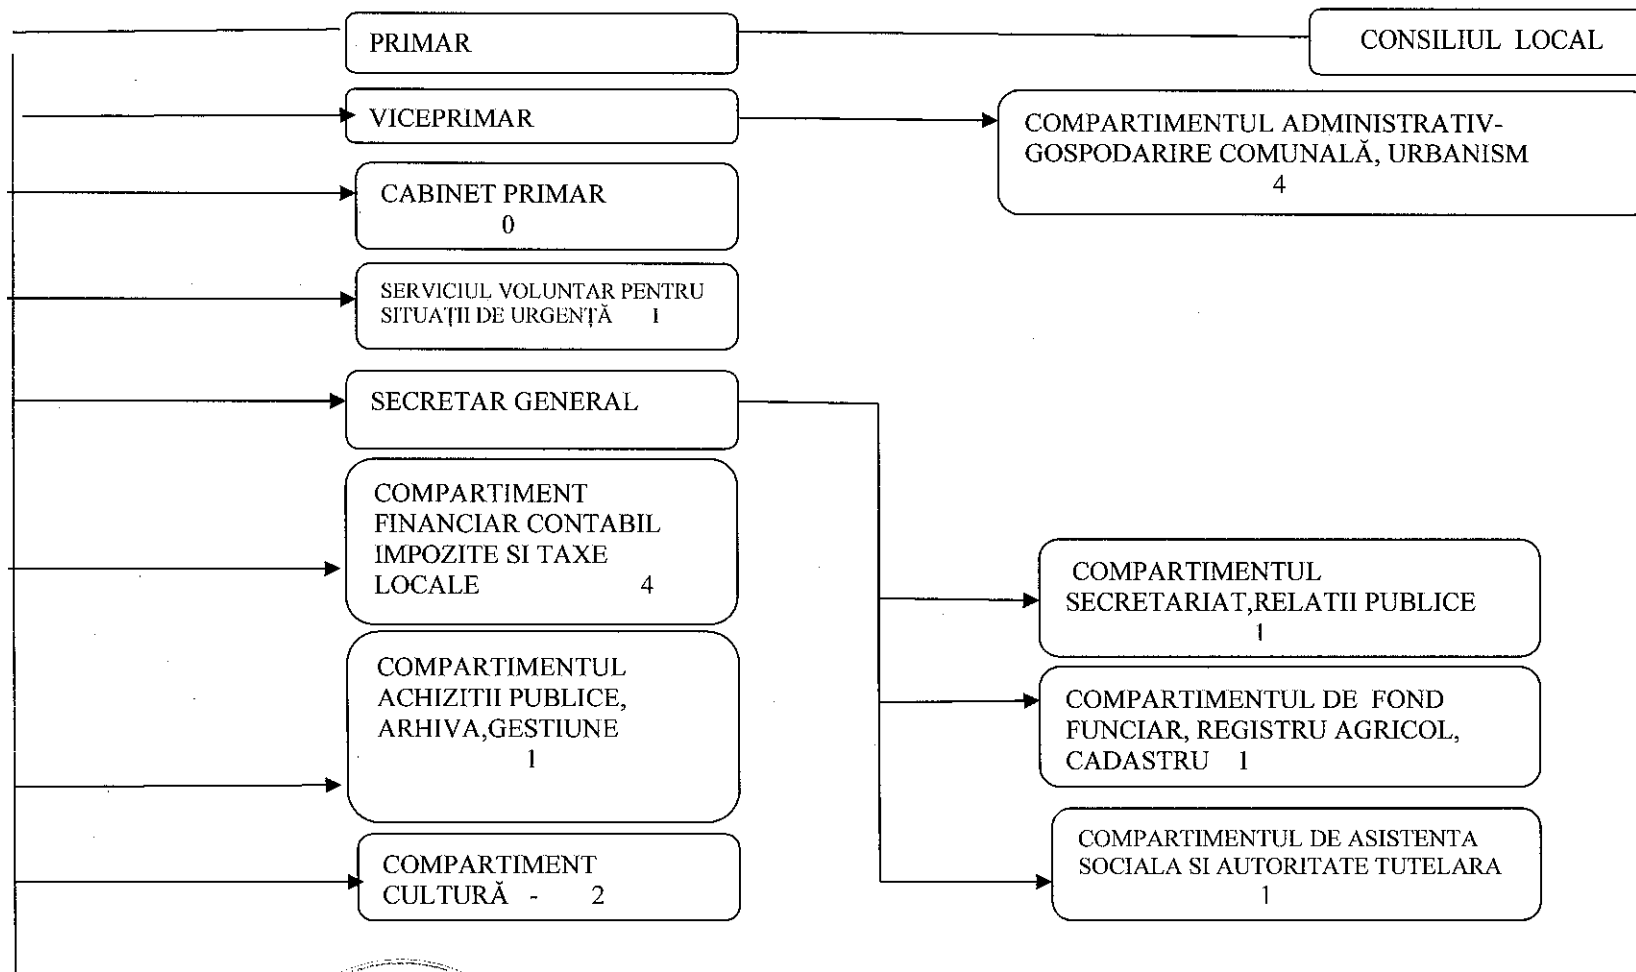 PRIMAR
CONSILIUL LOCAL
VICEPRIMAR
COMPARTIMENTUL ADMINISTRATIV-
GOSPODARIRE COMUNALĂ, URBANISM
4
CABINET PRIMAR
0
SERVICIUL VOLUNTAR PENTRU
SITUAȚII DE URGENȚĂ 1
SECRETAR GENERAL
COMPARTIMENT
FINANCIAR CONTABIL
IMPOZITE SI TAXE
LOCALE 4
COMPARTIMENTUL
SECRETARIAT,RELATII PUBLICE
1
COMPARTIMENTUL
ACHIZITII PUBLICE,
ARHIVA,GESTIUNE
1
COMPARTIMENTUL DE FOND
FUNCIAR, REGISTRU AGRICOL,
CADASTRU 1
COMPARTIMENT
CULTURĂ - 2
COMPARTIMENTUL DE ASISTENTA
SOCIALA SI AUTORITATE TUTELARA
1